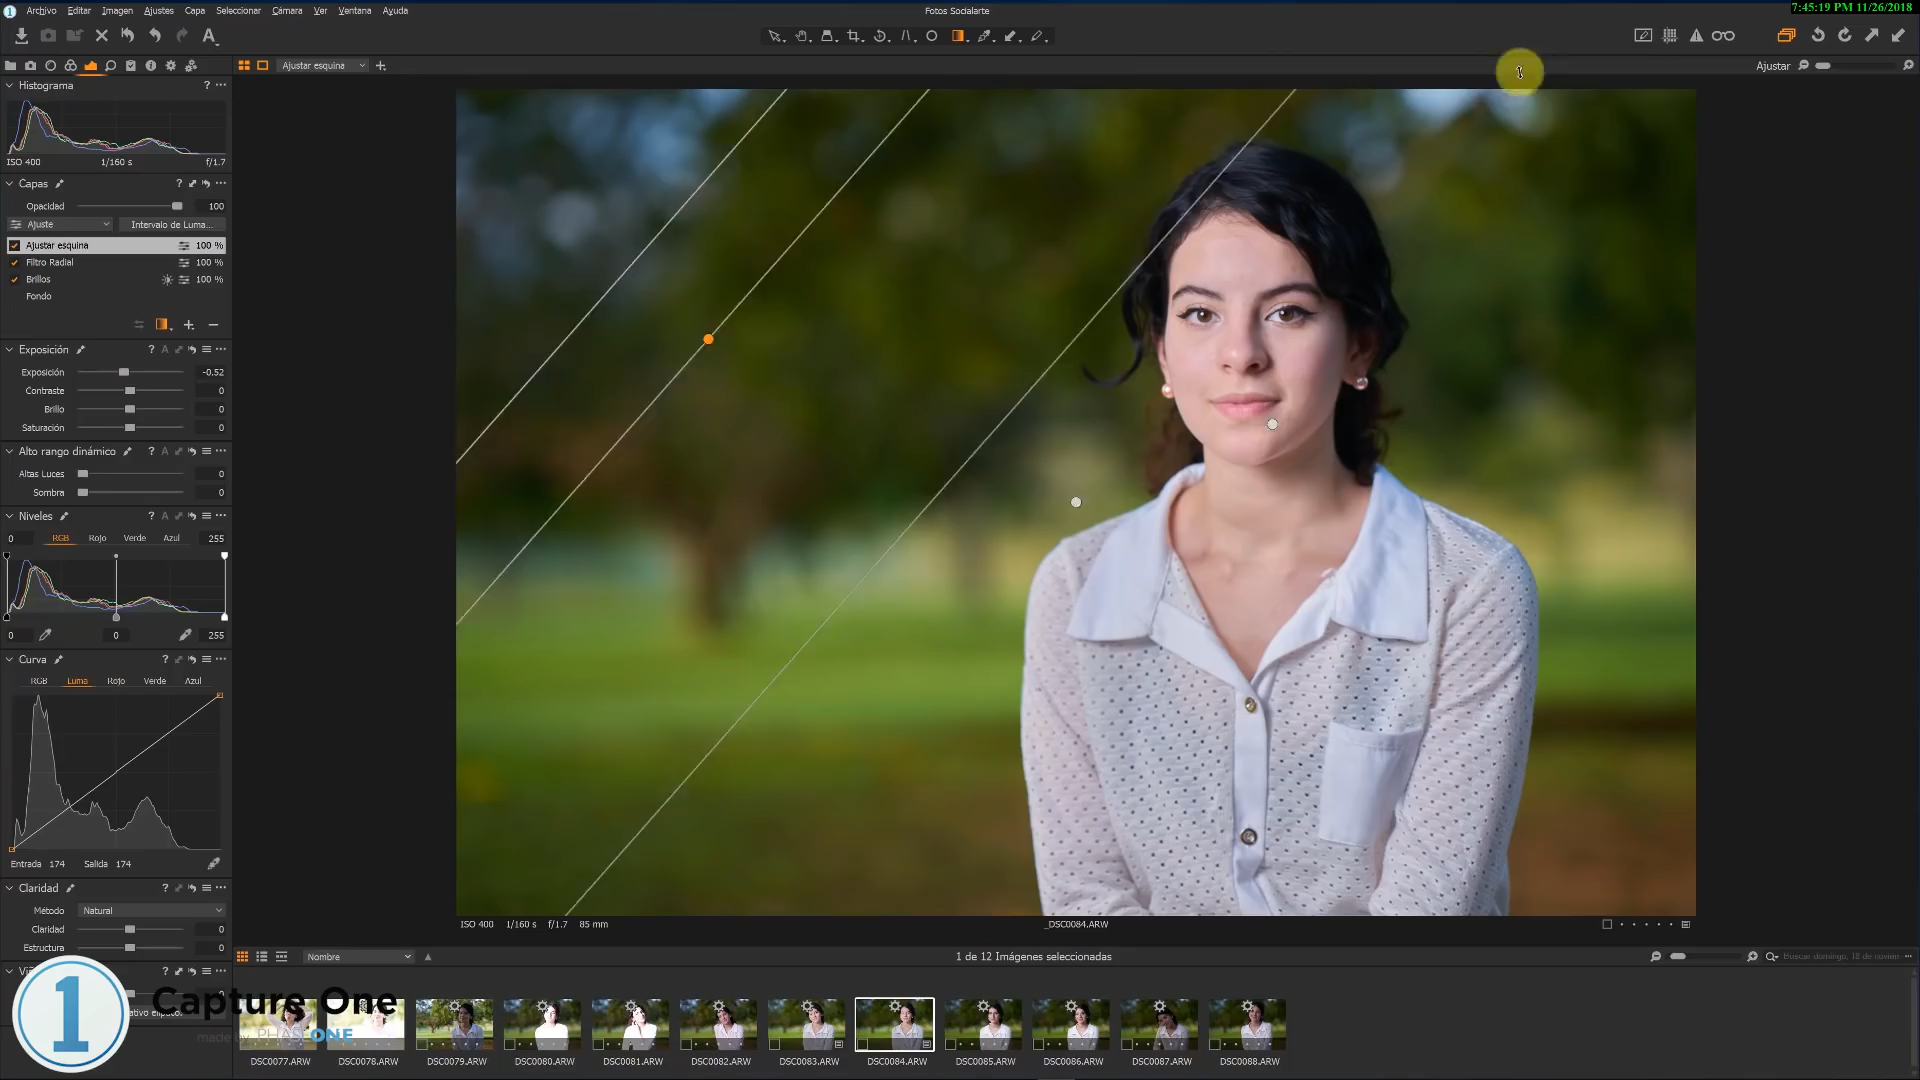 7:45:19 PM 11/26/2018
Archivo Editar Imagen Ajustes Capa Seleccionar Cámara Ver Ventana Ayuda
Fotos Socialarte
Ajustar esquina
Ajustar
Histograma
ISO 400 1/160 s f/1.7
Capas
Opacidad 100
Ajuste Intervalo de Luma...
Ajustar esquina 100 %
Filtro Radial 100 %
Brillos 100 %
Fondo
Exposición
Exposición -0.52
Contraste 0
Brillo 0
Saturación 0
Alto rango dinámico
Altas Luces 0
Sombra 0
Niveles
0 RGB Rojo Verde Azul 255
0 0 255
Curva
RGB Luma Rojo Verde Azul
Entrada 174 Salida 174
Claridad
Método Natural
Claridad 0
Estructura 0
ISO 400 1/160 s f/1.7 85 mm
_DSC0084.ARW
Nombre
1 de 12 Imágenes seleccionadas
Capture One
made by PHASEONE
1
DSC0077.ARW DSC0078.ARW DSC0079.ARW DSC0080.ARW DSC0081.ARW DSC0082.ARW DSC0083.ARW DSC0084.ARW DSC0085.ARW DSC0086.ARW DSC0087.ARW DSC0088.ARW